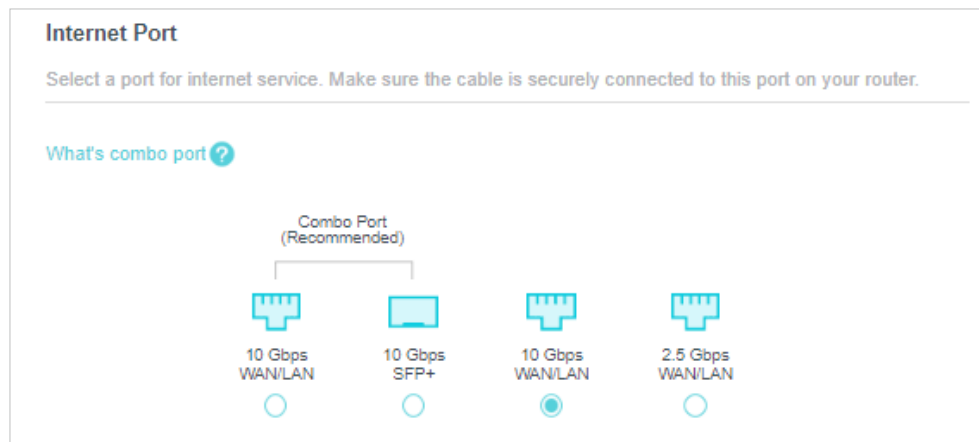 Internet Port
Select a port for internet service. Make sure the cable is securely connected to this port on your router.
What's combo port ?
Combo Port
(Recommended)
10 Gbps
WAN/LAN
10 Gbps
SFP+
10 Gbps
WAN/LAN
2.5 Gbps
WAN/LAN